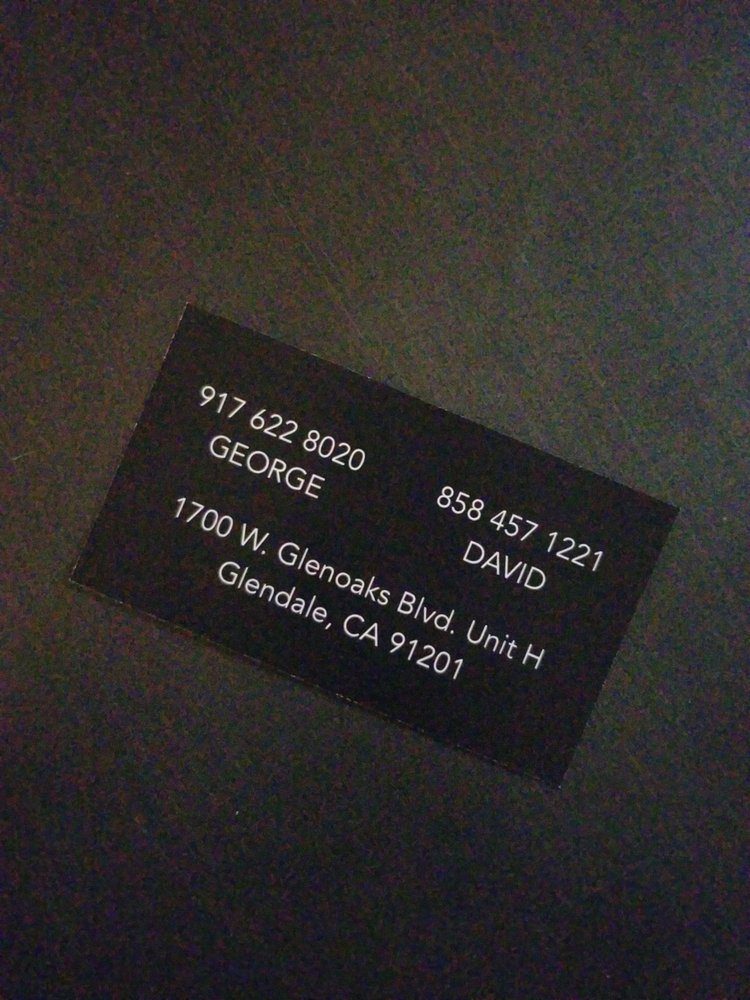 917 622 8020
GEORGE
858 457 1221
DAVID
1700 W. Glenoaks Blvd. Unit H
Glendale, CA 91201